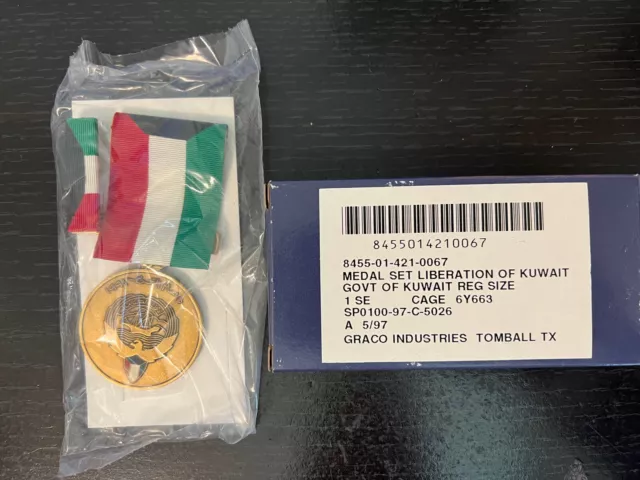 8455014210067
8455-01-421-0067
MEDAL SET LIBERATION OF KUWAIT
GOVT OF KUWAIT REG SIZE
1 SE CAGE 6Y663
SP0100-97-C-5026
A 5/97
GRACO INDUSTRIES TOMBALL TX